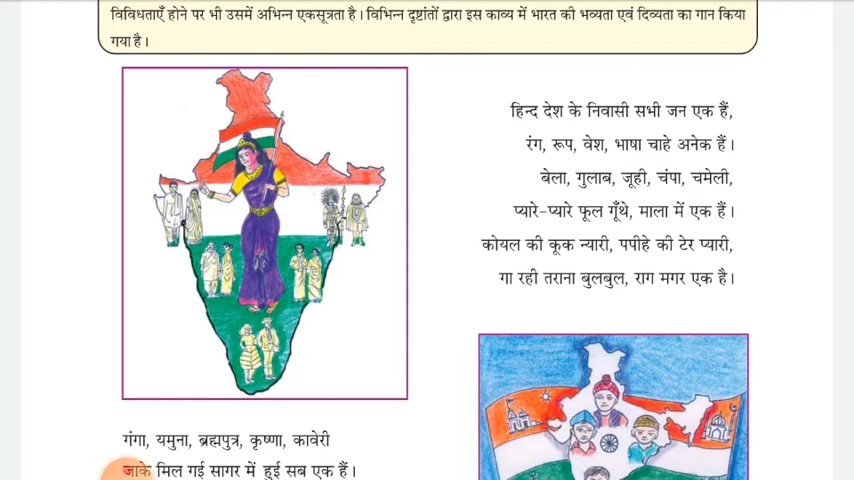 विविधताएँ होने पर भी उसमें अभिन्न एकसूत्रता है। विभिन्न दृष्टांतों द्वारा इस काव्य में भारत की भव्यता एवं दिव्यता का गान किया
गया है।
हिन्द देश के निवासी सभी जन एक हैं,
रंग, रूप, वेश, भाषा चाहे अनेक हैं।
बेला, गुलाब, जूही, चंपा, चमेली,
प्यारे-प्यारे फूल गूँथे, माला में एक हैं।
कोयल की कूक न्यारी, पपीहे की टेर प्यारी,
गा रही तराना बुलबुल, राग मगर एक है।
गंगा, यमुना, ब्रह्मपुत्र, कृष्णा, कावेरी
जाके मिल गई सागर में हुई सब एक हैं।